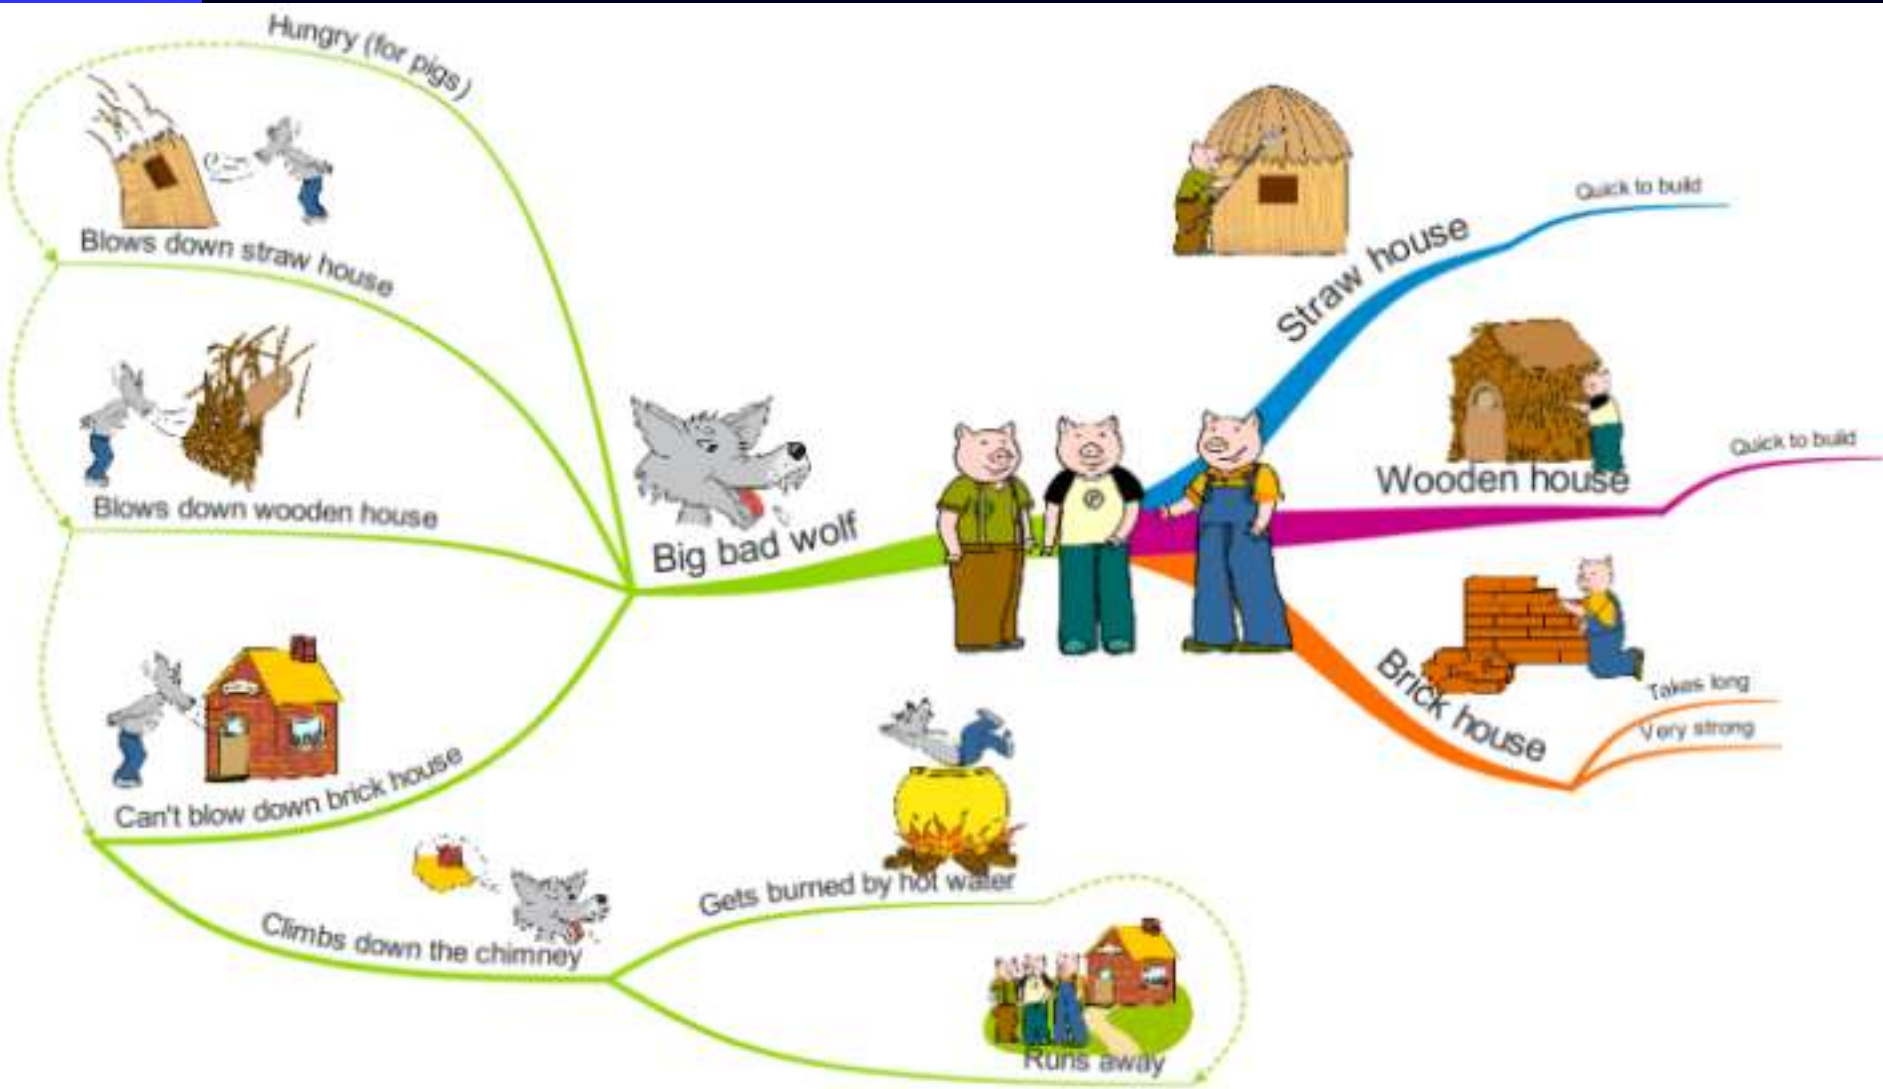 Hungry (for pigs)
Blows down straw house
Blows down wooden house
Can't blow down brick house
Climbs down the chimney
Gets burned by hot water
Runs away
Big bad wolf
Straw house
Quick to build
Wooden house
Quick to build
Brick house
Takes long
Very strong